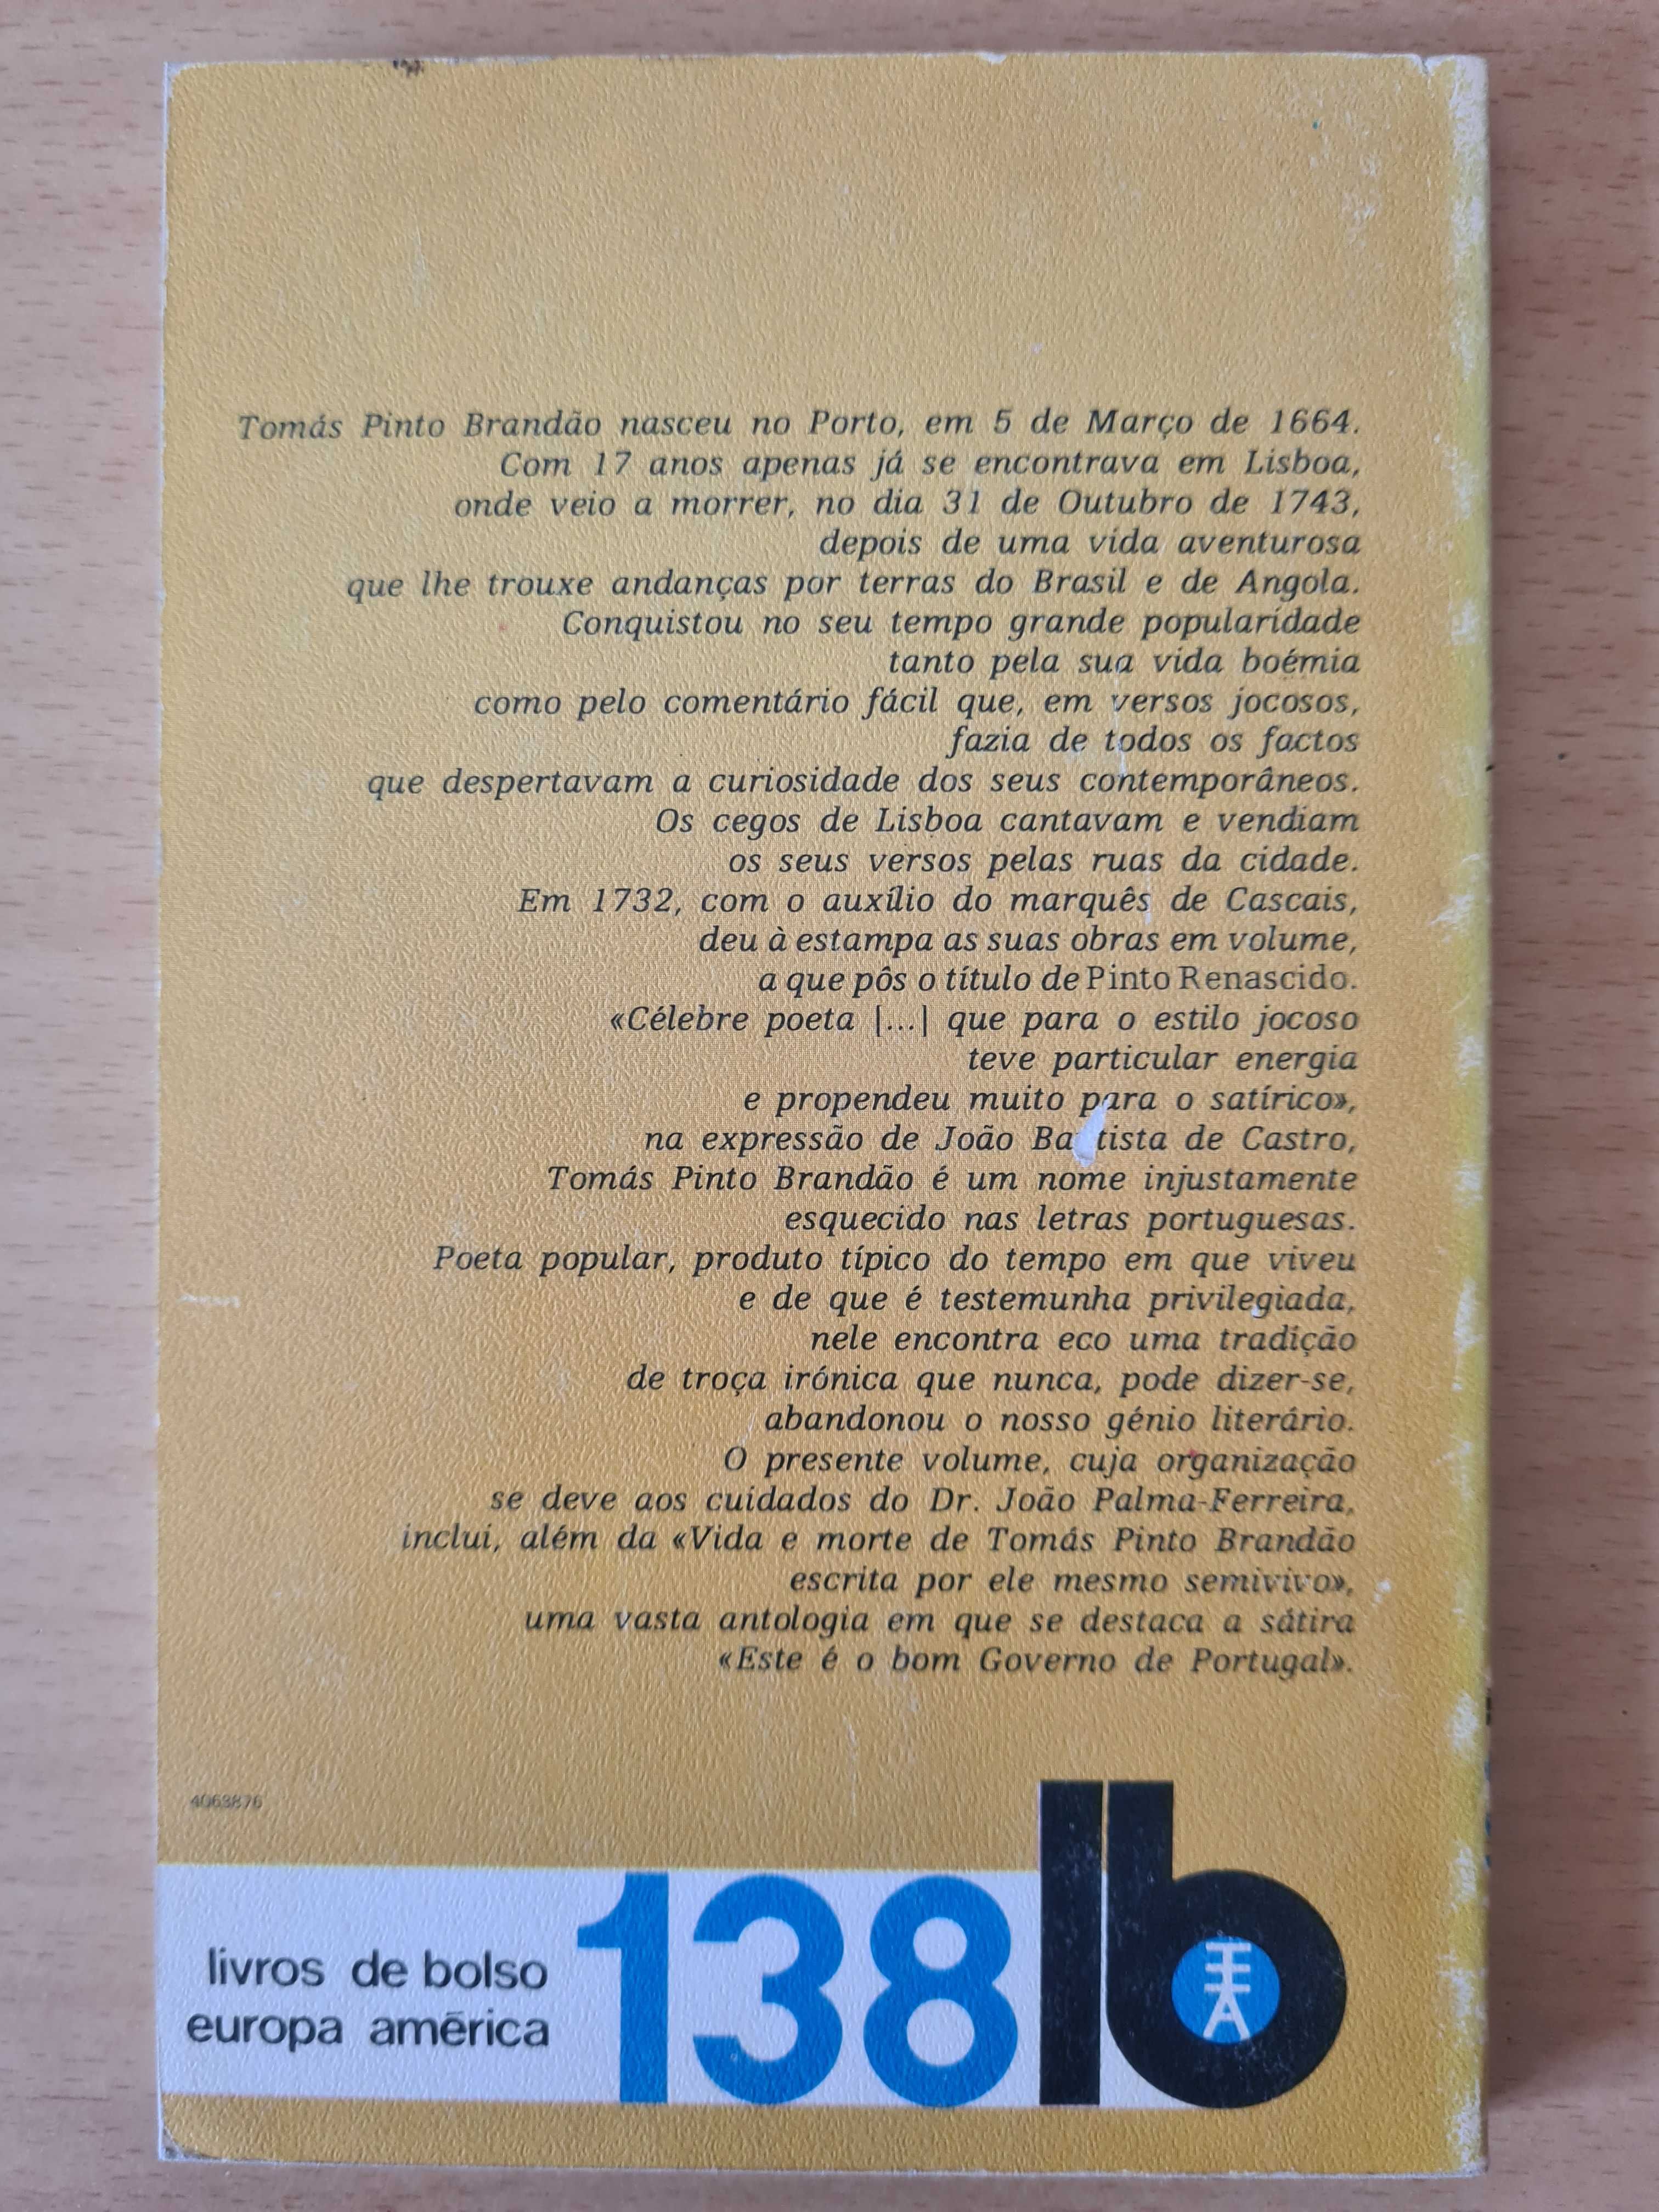 Tomás Pinto Brandão nasceu no Porto, em 5 de Março de 1664.
Com 17 anos apenas já se encontrava em Lisboa,
onde veio a morrer, no dia 31 de Outubro de 1743,
depois de uma vida aventurosa
que lhe trouxe andanças por terras do Brasil e de Angola.
Conquistou no seu tempo grande popularidade
tanto pela sua vida boémia
como pelo comentário fácil que, em versos jocosos,
fazia de todos os factos
que despertavam a curiosidade dos seus contemporâneos.
Os cegos de Lisboa cantavam e vendiam
os seus versos pelas ruas da cidade.
Em 1732, com o auxílio do marquês de Cascais,
deu à estampa as suas obras em volume,
a que pôs o título de Pinto Renascido.
«Célebre poeta [...] que para o estilo jocoso
teve particular energia
e propendeu muito para o satírico»,
na expressão de João Baptista de Castro,
Tomás Pinto Brandão é um nome injustamente
esquecido nas letras portuguesas.
Poeta popular, produto típico do tempo em que viveu
e de que é testemunha privilegiada,
nele encontra eco uma tradição
de troça irónica que nunca, pode dizer-se,
abandonou o nosso génio literário.
O presente volume, cuja organização
se deve aos cuidados do Dr. João Palma-Ferreira,
inclui, além da «Vida e morte de Tomás Pinto Brandão
escrita por ele mesmo semivivo»,
uma vasta antologia em que se destaca a sátira
«Este é o bom Governo de Portugal».
4063876
livros de bolso
europa américa
138
lb
EA